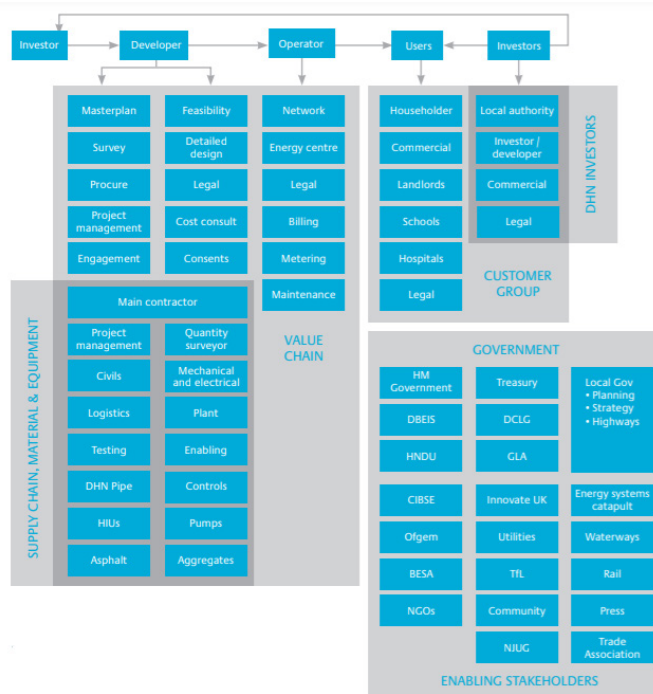 Investor
Developer
Operator
Users
Investors
Masterplan
Feasibility
Network
Householder
Local authority
Survey
Detailed
design
Energy centre
Commercial
Investor /
developer
Procure
Legal
Legal
Landlords
Commercial
Project
management
Cost consult
Billing
Schools
Legal
Engagement
Consents
Metering
Hospitals
Main contractor
Maintenance
Legal
DHN INVESTORS
CUSTOMER
GROUP
Project
management
Quantity
surveyor
Civils
Mechanical
and electrical
Logistics
Plant
Testing
Enabling
DHN Pipe
Controls
HIUs
Pumps
Asphalt
Aggregates
SUPPLY CHAIN, MATERIAL & EQUIPMENT
VALUE
CHAIN
GOVERNMENT
HM
Government
Treasury
Local Gov
• Planning
• Strategy
• Highways
DBEIS
DCLG
HNDU
GLA
CIBSE
Innovate UK
Energy systems
catapult
Ofgem
Utilities
Waterways
BESA
TfL
Rail
NGOs
Community
Press
NJUG
Trade
Association
ENABLING STAKEHOLDERS